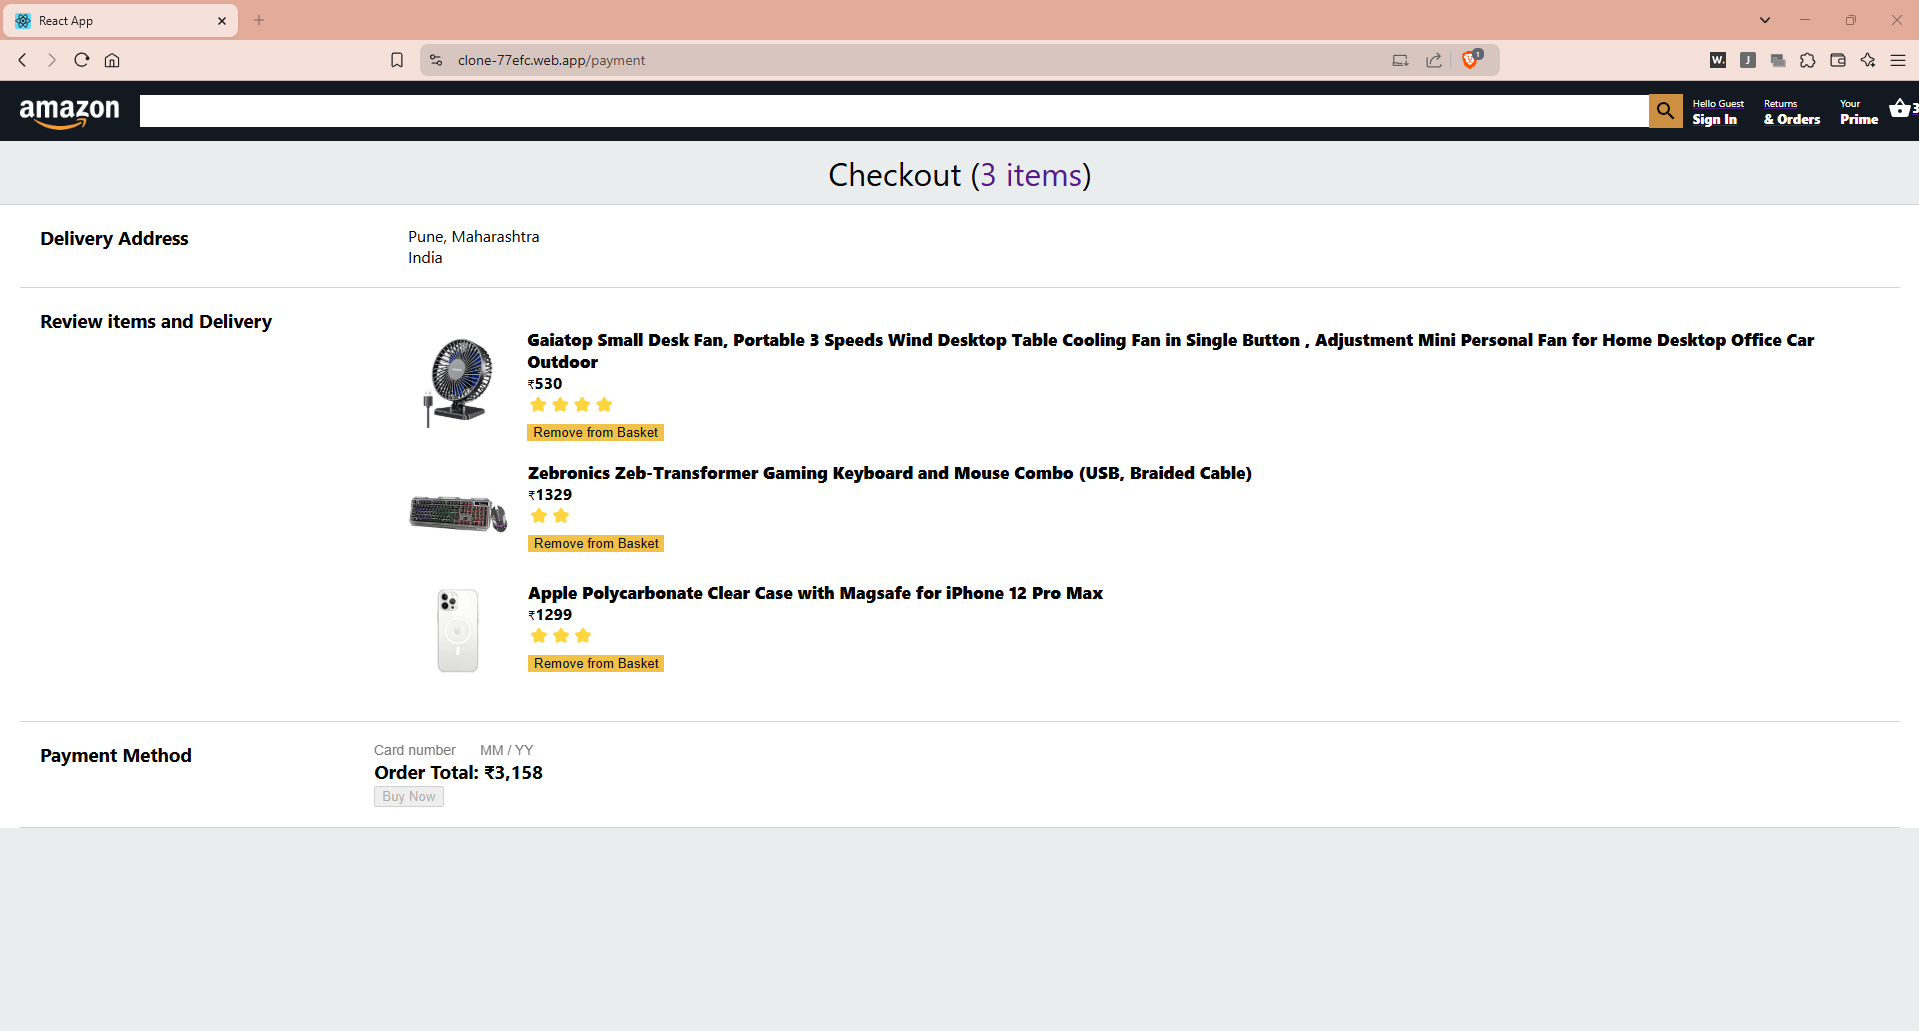 React App
clone-77efc.web.app/payment
1
W.
J
amazon
Hello Guest
Sign In
Returns
& Orders
Your
Prime
3
Checkout (3 items)
Delivery Address
Pune, Maharashtra
India
Review items and Delivery
Gaiatop Small Desk Fan, Portable 3 Speeds Wind Desktop Table Cooling Fan in Single Button , Adjustment Mini Personal Fan for Home Desktop Office Car
Outdoor
₹530
Remove from Basket
Zebronics Zeb-Transformer Gaming Keyboard and Mouse Combo (USB, Braided Cable)
₹1329
Remove from Basket
Apple Polycarbonate Clear Case with Magsafe for iPhone 12 Pro Max
₹1299
Remove from Basket
Payment Method
Card number MM / YY
Order Total: ₹3,158
Buy Now